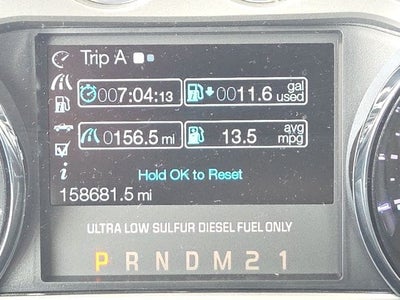 Trip A
007:04:13
0011.6 gal used
0156.5 mi
13.5 avg mpg
Hold OK to Reset
158681.5 mi
ULTRA LOW SULFUR DIESEL FUEL ONLY
P R N D M 2 1